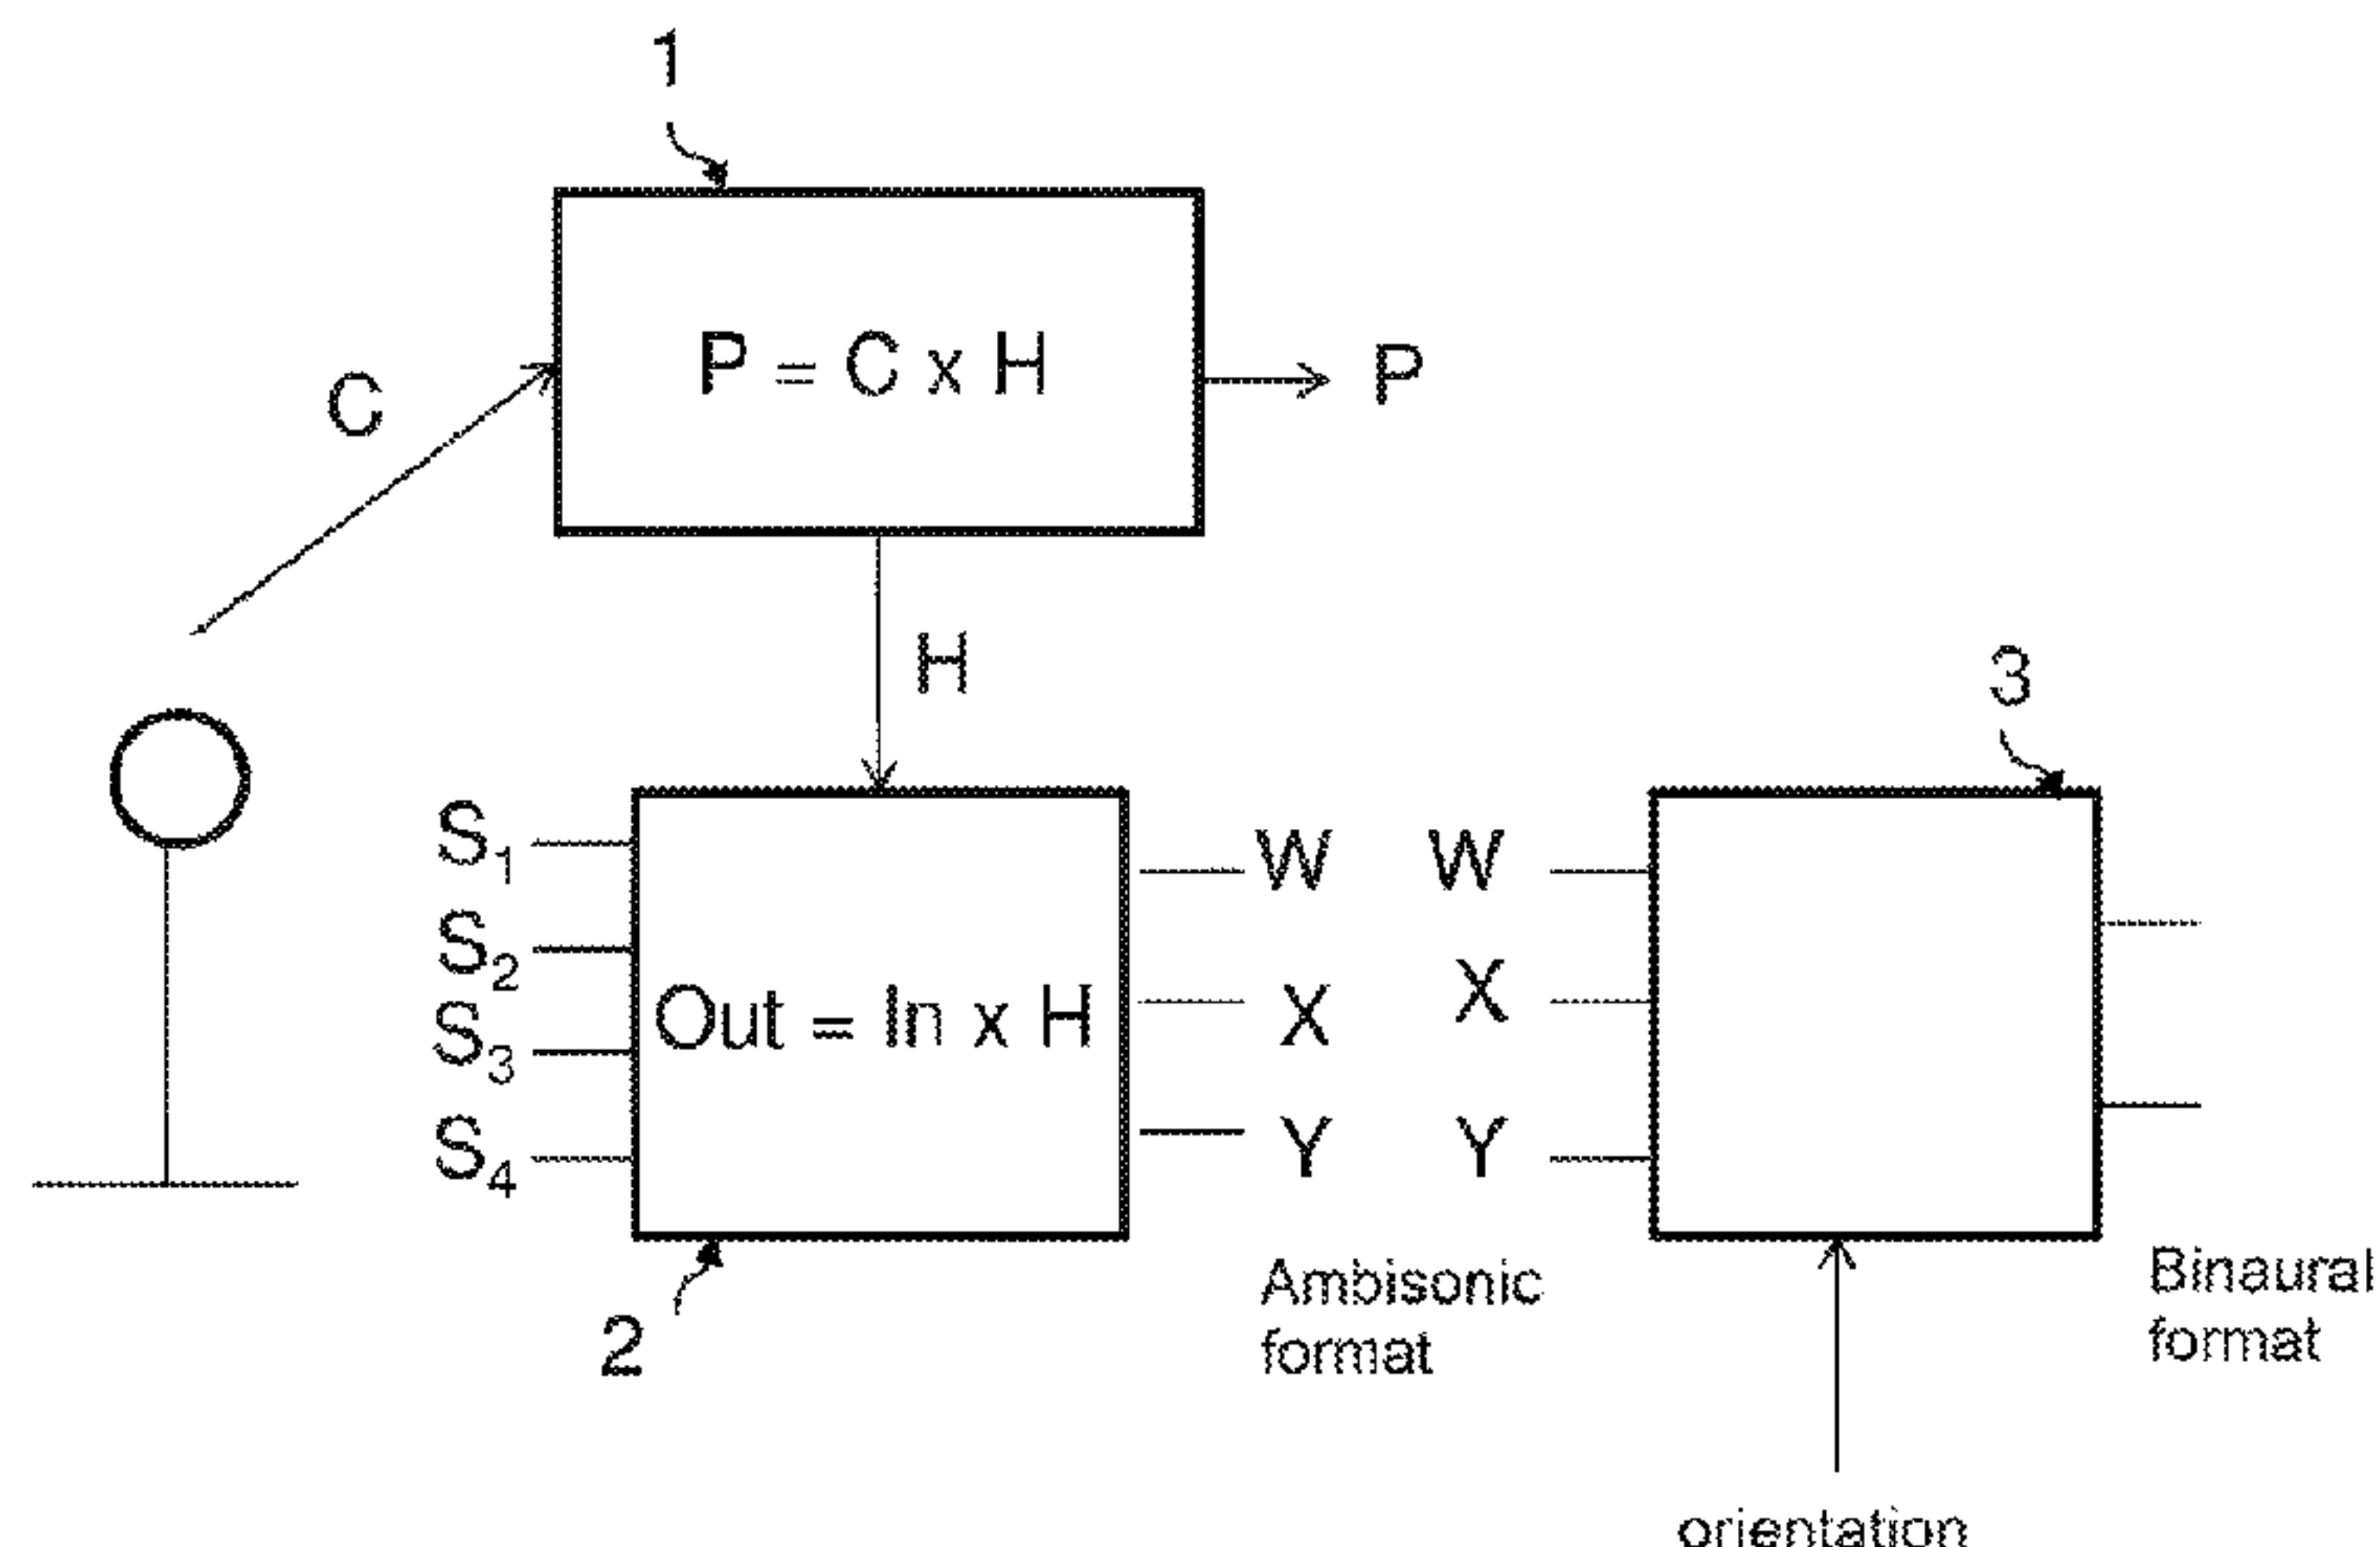 1
P = C x H
C
P
H
3
S1
S2
S3
S4
Out = In x H
W
X
Y
W
X
Y
2
Ambisonic
format
Binaural
format
orientation